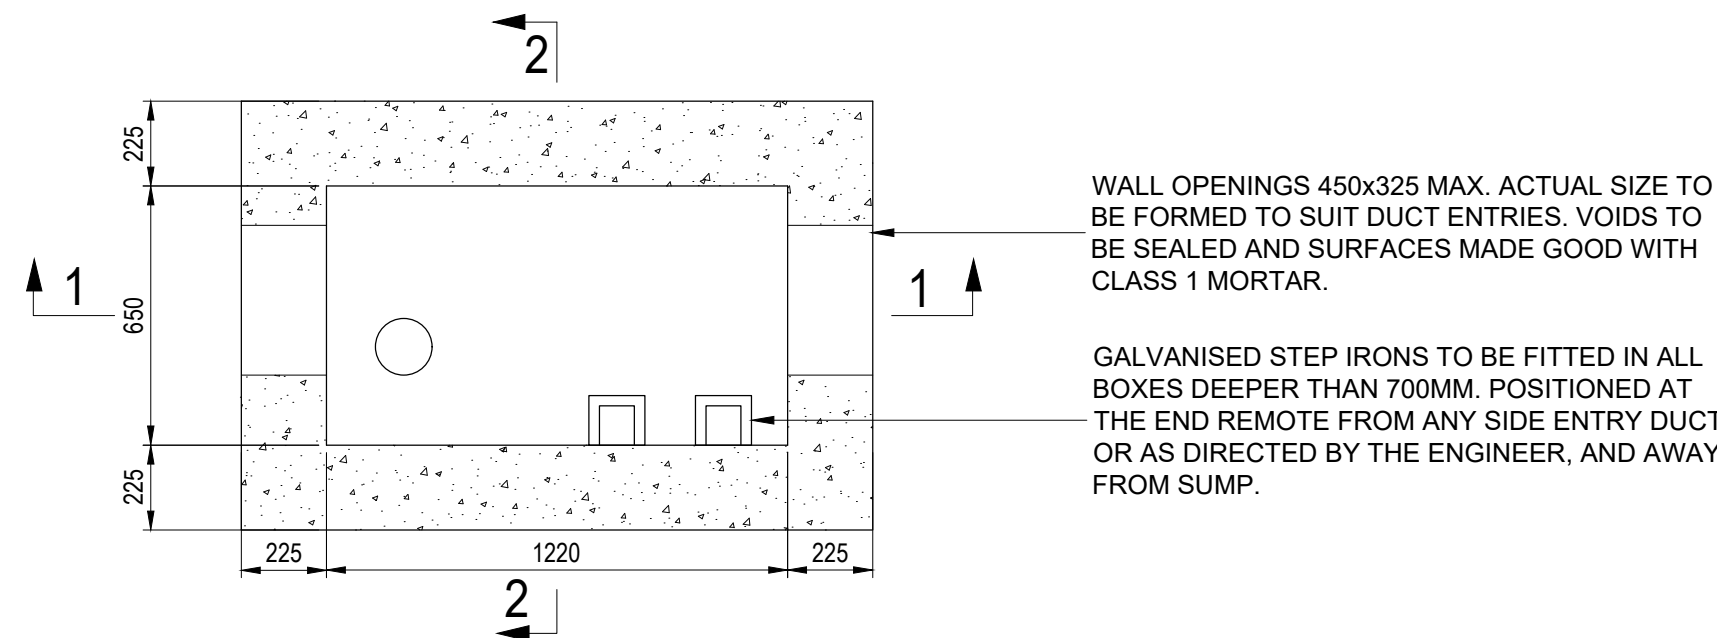 2
225
650
225
1
1
225
1220
225
2
WALL OPENINGS 450x325 MAX. ACTUAL SIZE TO
BE FORMED TO SUIT DUCT ENTRIES. VOIDS TO
BE SEALED AND SURFACES MADE GOOD WITH
CLASS 1 MORTAR.
GALVANISED STEP IRONS TO BE FITTED IN ALL
BOXES DEEPER THAN 700MM. POSITIONED AT
THE END REMOTE FROM ANY SIDE ENTRY DUCT
OR AS DIRECTED BY THE ENGINEER, AND AWAY
FROM SUMP.